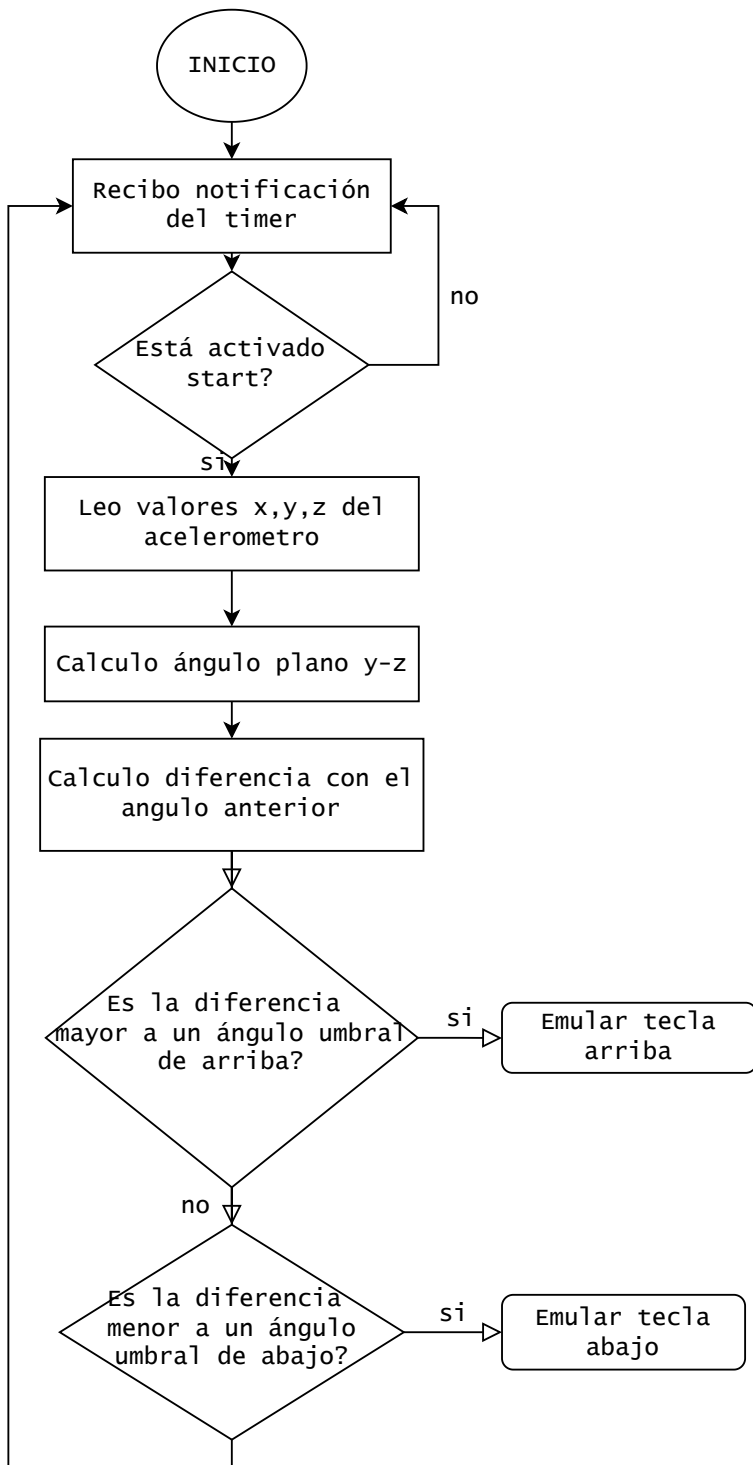 INICIO
Recibo notificación
del timer
no
Está activado
start?
si
Leo valores x,y,z del
acelerometro
Calculo ángulo plano y-z
Calculo diferencia con el
angulo anterior
Es la diferencia
mayor a un ángulo umbral
de arriba?
si
Emular tecla
arriba
no
Es la diferencia
menor a un ángulo
umbral de abajo?
si
Emular tecla
abajo